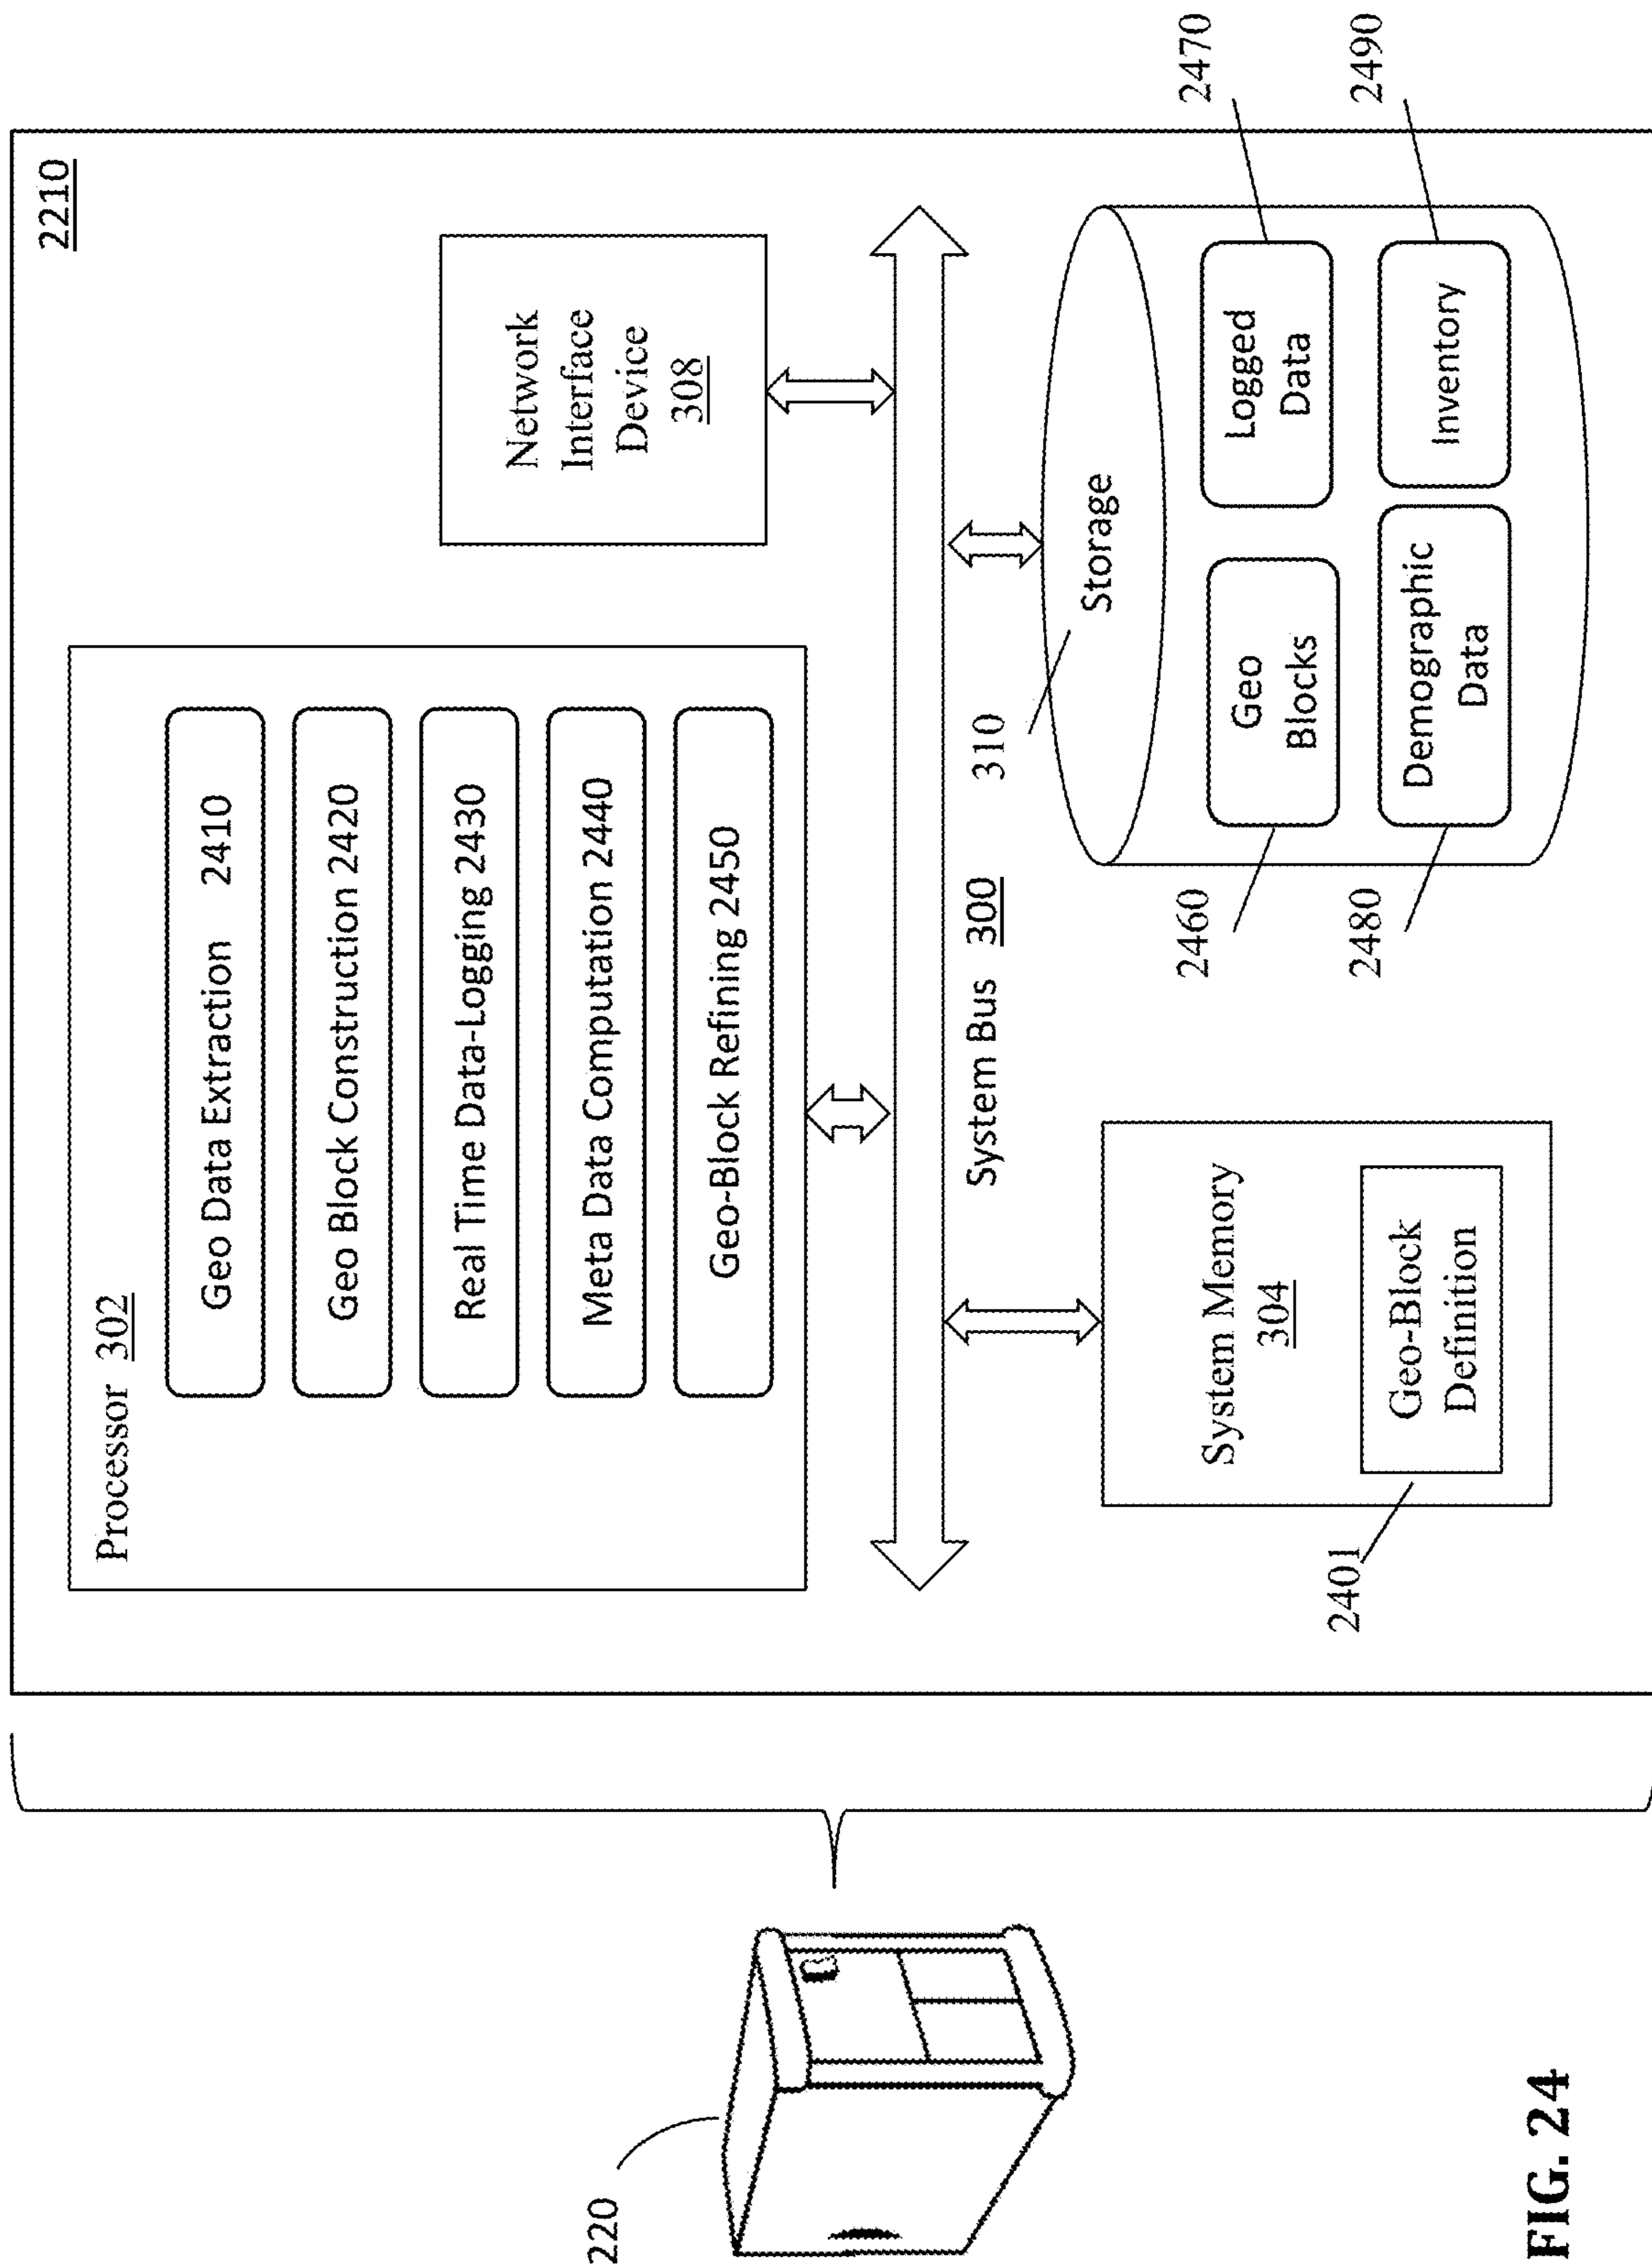 2210
Processor 302
Geo Data Extraction 2410
Geo Block Construction 2420
Real Time Data-Logging 2430
Meta Data Computation 2440
Geo-Block Refining 2450
Network
Interface
Device
308
System Bus 300
System Memory
304
Geo-Block
Definition
2401
310
Storage
Geo
Blocks
Logged
Data
2460
2470
Demographic
Data
Inventory
2480
2490
220
FIG. 24